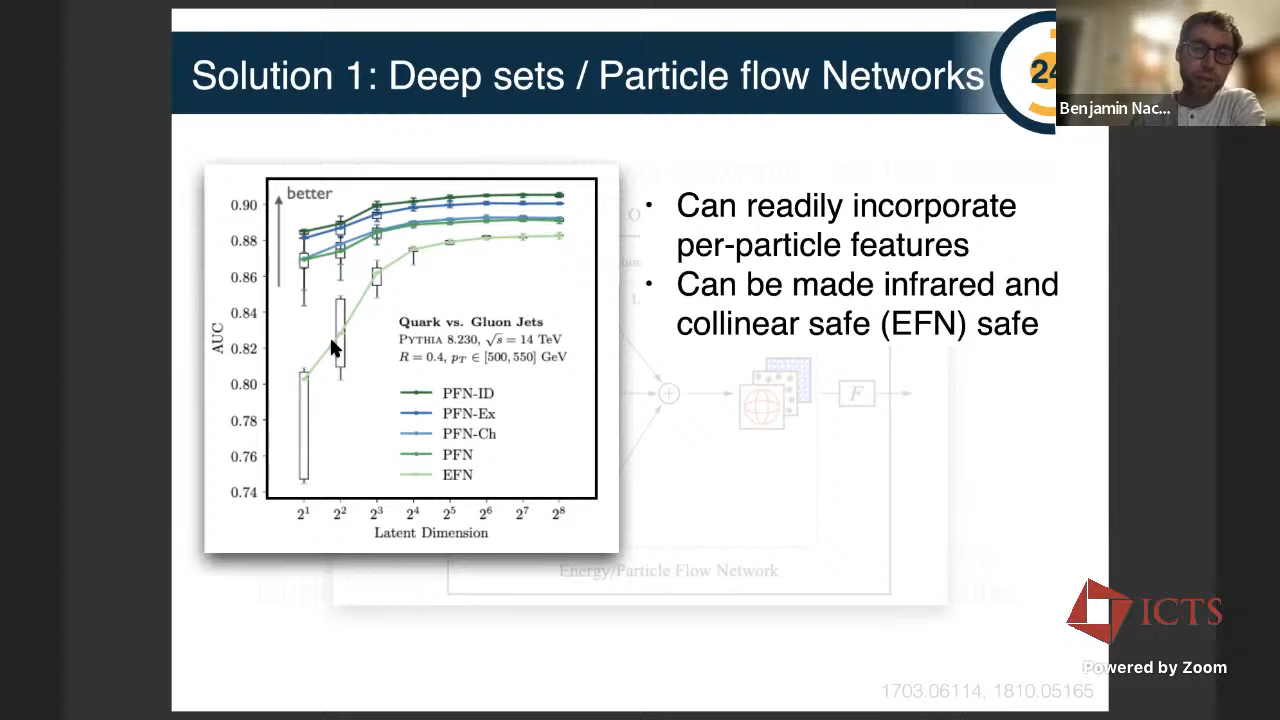 Solution 1: Deep sets / Particle flow Networks
24
Benjamin Nac...
better
0.90
0.88
0.86
0.84
0.82
0.80
0.78
0.76
0.74
AUC
Quark vs. Gluon Jets
PYTHIA 8.230, √s = 14 TeV
R = 0.4, pT ∈ [500, 550] GeV
PFN-ID
PFN-Ex
PFN-Ch
PFN
EFN
2¹ 2² 2³ 2⁴ 2⁵ 2⁶ 2⁷ 2⁸
Latent Dimension
• Can readily incorporate
per-particle features
• Can be made infrared and
collinear safe (EFN) safe
F
Energy/Particle Flow Network
ICTS
Powered by Zoom
1703.06114, 1810.05165